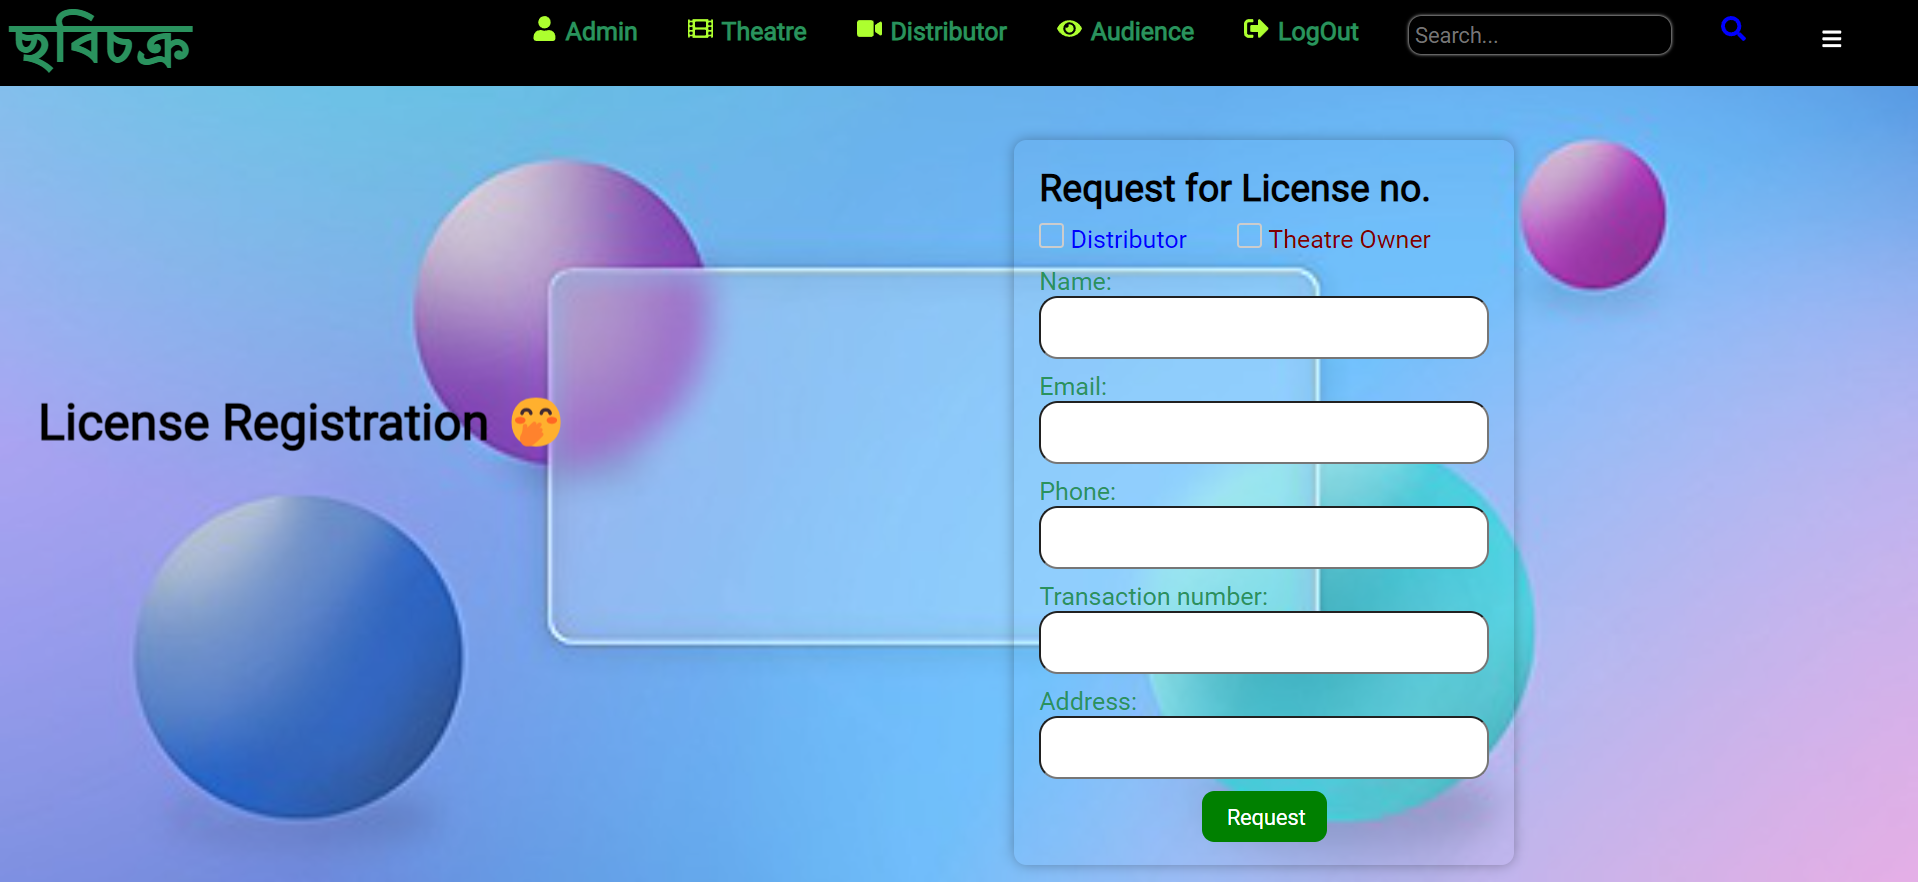 ছবিচক্র
Admin Theatre Distributor Audience LogOut Search...
License Registration 🤭
Request for License no.
Distributor Theatre Owner
Name:
Email:
Phone:
Transaction number:
Address:
Request